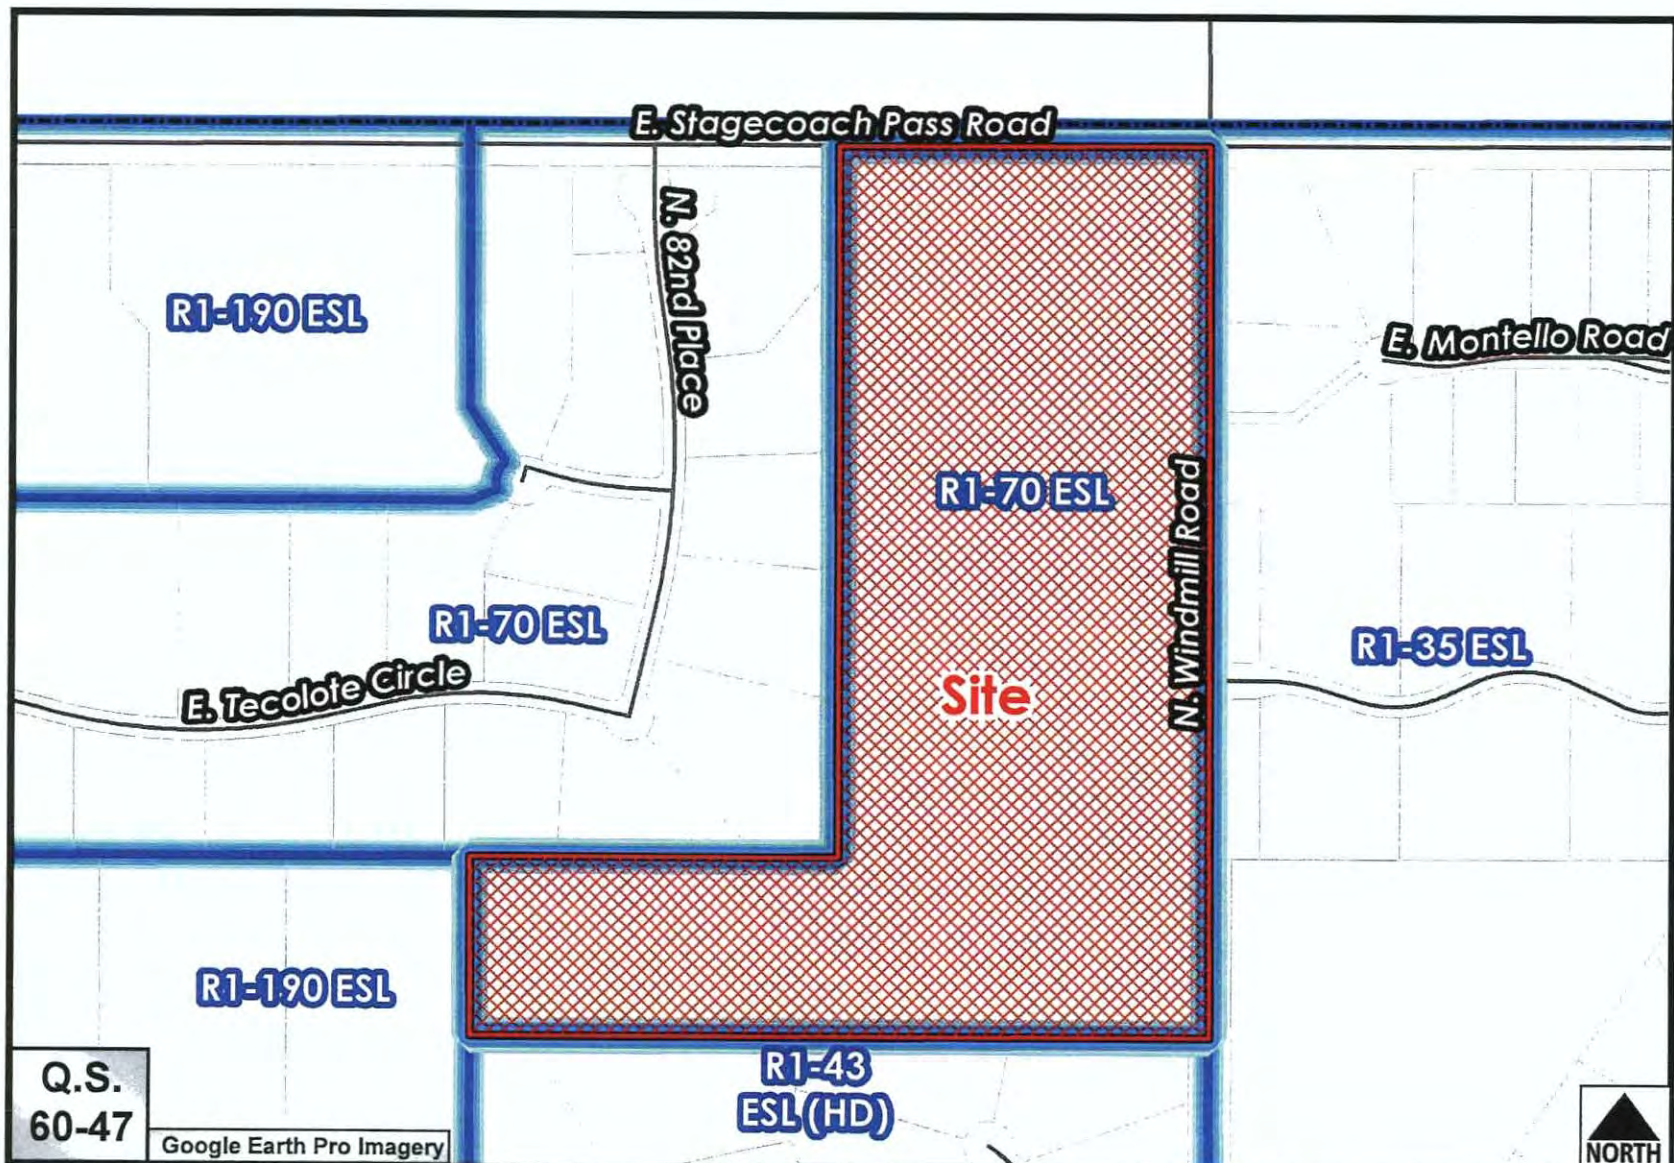 E. Stagecoach Pass Road
N. 82nd Place
R1-190 ESL
E. Montello Road
R1-70 ESL
N. Windmill Road
R1-70 ESL
R1-35 ESL
E. Tecolote Circle
Site
R1-190 ESL
R1-43
ESL (HD)
Q.S.
60-47
Google Earth Pro Imagery
NORTH